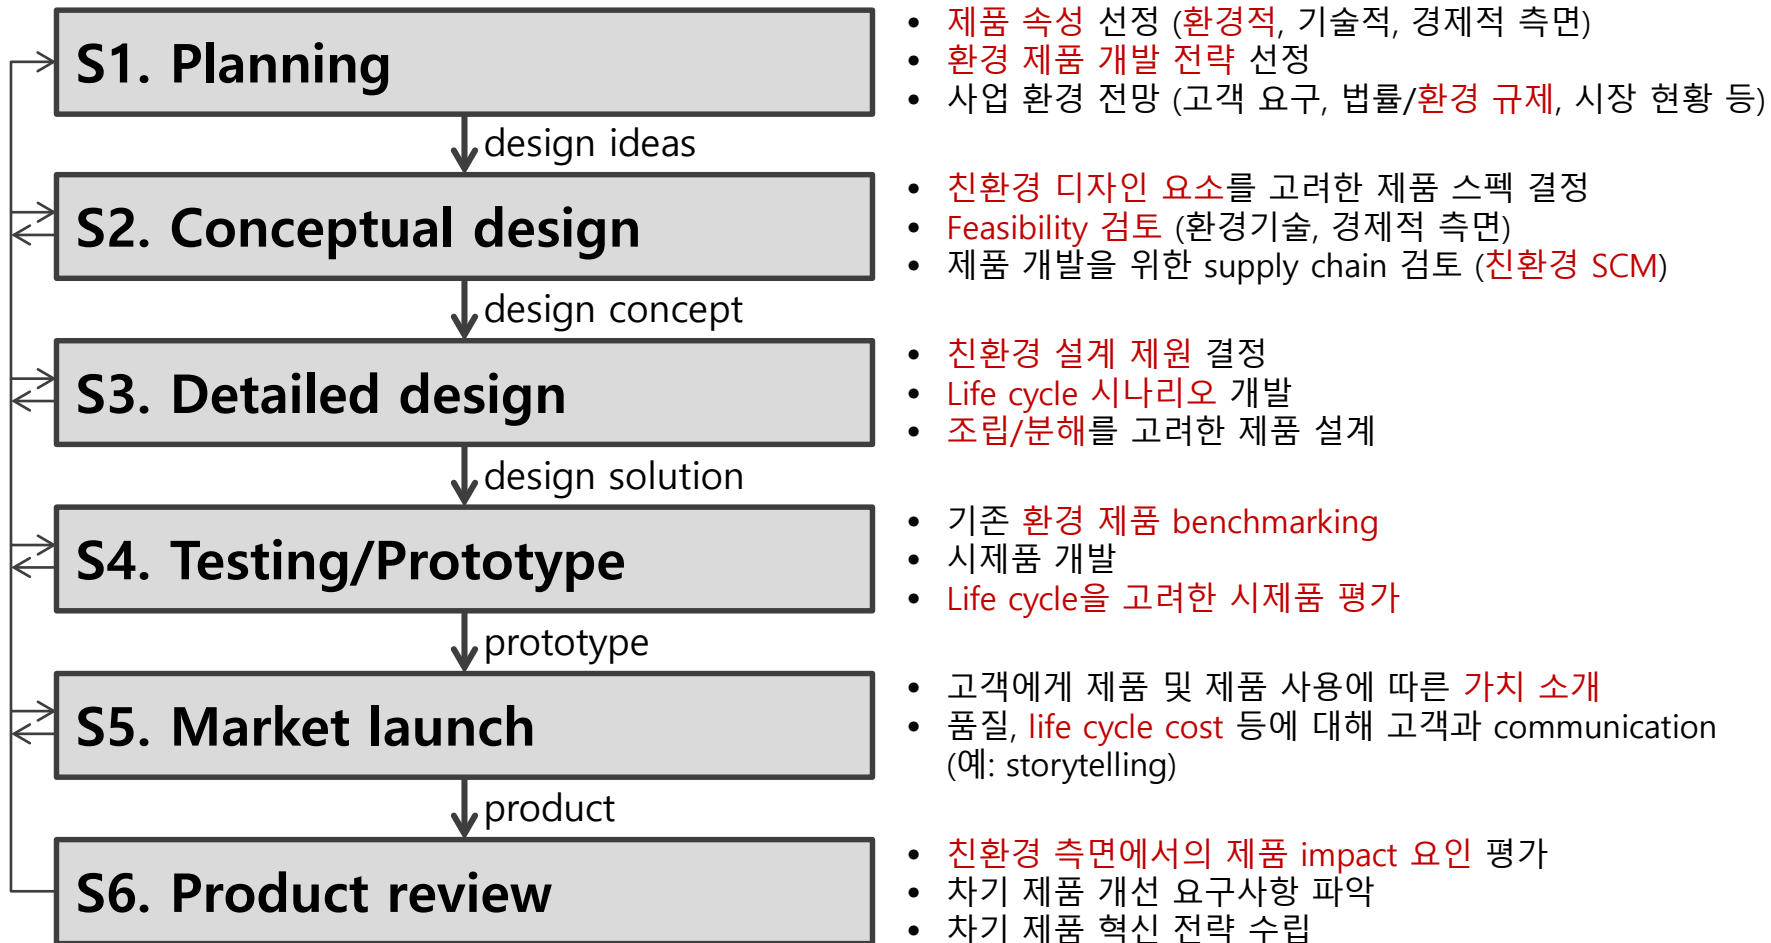 S1. Planning
• 제품 속성 선정 (환경적, 기술적, 경제적 측면)
• 환경 제품 개발 전략 선정
• 사업 환경 전망 (고객 요구, 법률/환경 규제, 시장 현황 등)
design ideas
S2. Conceptual design
• 친환경 디자인 요소를 고려한 제품 스펙 결정
• Feasibility 검토 (환경기술, 경제적 측면)
• 제품 개발을 위한 supply chain 검토 (친환경 SCM)
design concept
S3. Detailed design
• 친환경 설계 제원 결정
• Life cycle 시나리오 개발
• 조립/분해를 고려한 제품 설계
design solution
S4. Testing/Prototype
• 기존 환경 제품 benchmarking
• 시제품 개발
• Life cycle을 고려한 시제품 평가
prototype
S5. Market launch
• 고객에게 제품 및 제품 사용에 따른 가치 소개
• 품질, life cycle cost 등에 대해 고객과 communication
(예: storytelling)
product
S6. Product review
• 친환경 측면에서의 제품 impact 요인 평가
• 차기 제품 개선 요구사항 파악
• 차기 제품 혁신 전략 수립